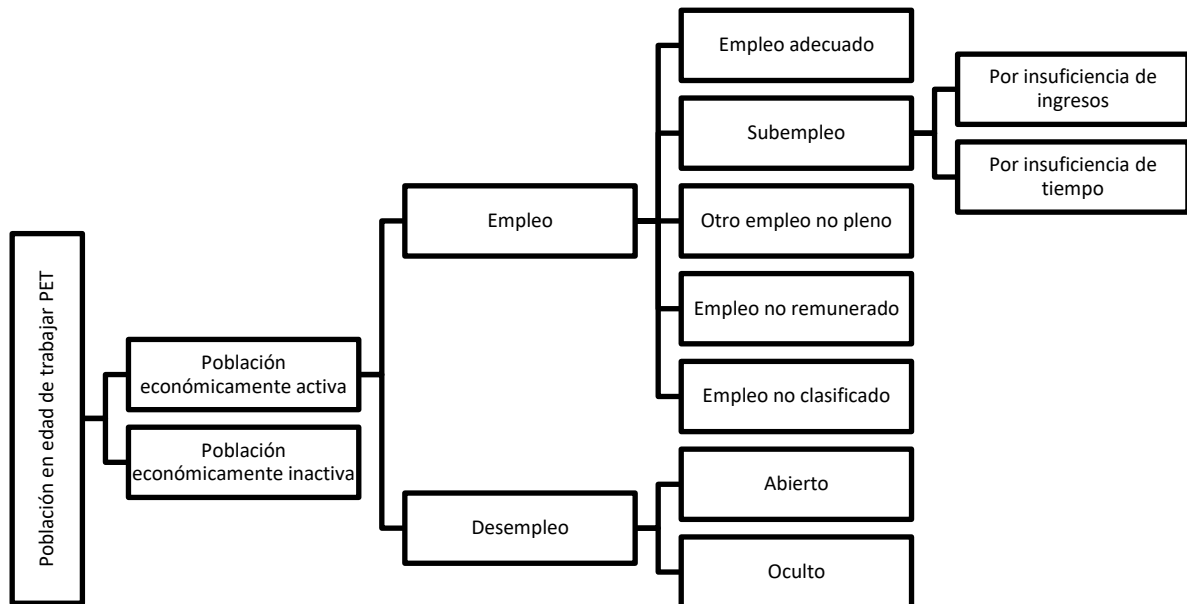 Población en edad de trabajar PET
Población
económicamente activa
Población
económicamente inactiva
Empleo
Desempleo
Empleo adecuado
Subempleo
Otro empleo no pleno
Empleo no remunerado
Empleo no clasificado
Abierto
Oculto
Por insuficiencia de
ingresos
Por insuficiencia de
tiempo